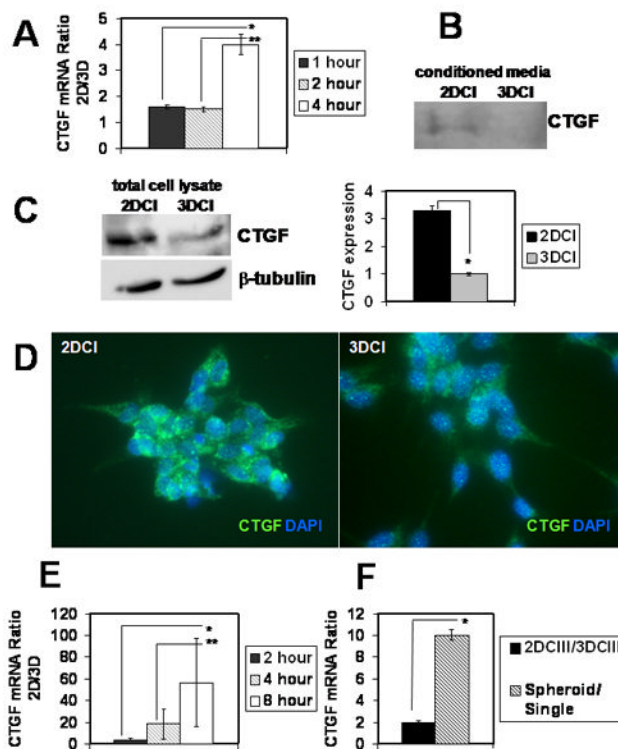 A
CTGF mRNA Ratio
2D/3D
5
4
3
2
1
0
*
**
1 hour
2 hour
4 hour
B
conditioned media
2DCI 3DCI
CTGF
C
total cell lysate
2DCI 3DCI
CTGF
β-tubulin
CTGF expression
4
3
2
1
0
*
2DCI
3DCI
D
2DCI
CTGF DAPI
3DCI
CTGF DAPI
E
CTGF mRNA Ratio
2D/3D
120
100
80
60
40
20
0
*
**
2 hour
4 hour
8 hour
F
CTGF mRNA Ratio
12
10
8
6
4
2
0
*
2DCIII/3DCIII
Spheroid/
Single